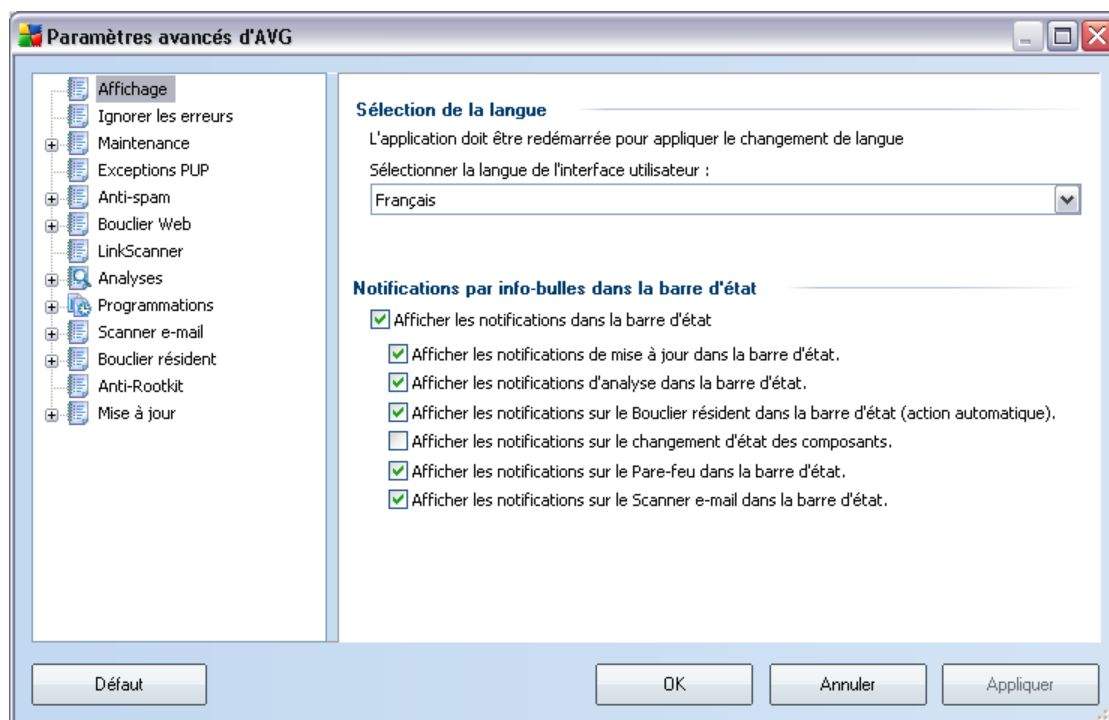 Paramètres avancés d'AVG
Affichage
Ignorer les erreurs
Maintenance
Exceptions PUP
Anti-spam
Bouclier Web
LinkScanner
Analyses
Programmations
Scanner e-mail
Bouclier résident
Anti-Rootkit
Mise à jour
Sélection de la langue
L'application doit être redémarrée pour appliquer le changement de langue
Sélectionner la langue de l'interface utilisateur :
Français
Notifications par info-bulles dans la barre d'état
Afficher les notifications dans la barre d'état
Afficher les notifications de mise à jour dans la barre d'état.
Afficher les notifications d'analyse dans la barre d'état.
Afficher les notifications sur le Bouclier résident dans la barre d'état (action automatique).
Afficher les notifications sur le changement d'état des composants.
Afficher les notifications sur le Pare-feu dans la barre d'état.
Afficher les notifications sur le Scanner e-mail dans la barre d'état.
Défaut
OK
Annuler
Appliquer